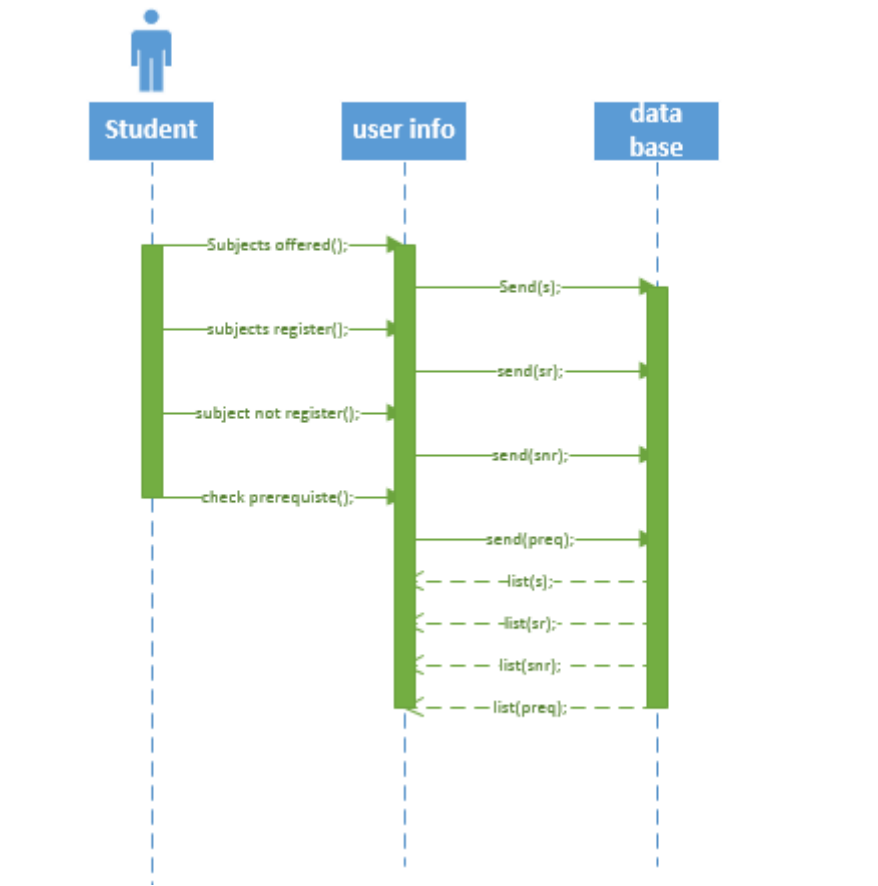 Student
user info
data
base
Subjects offered();
Send(s);
subjects register();
send(sr);
subject not register();
send(snr);
check prerequiste();
send(preq);
list(s);
list(sr);
list(snr);
list(preq);